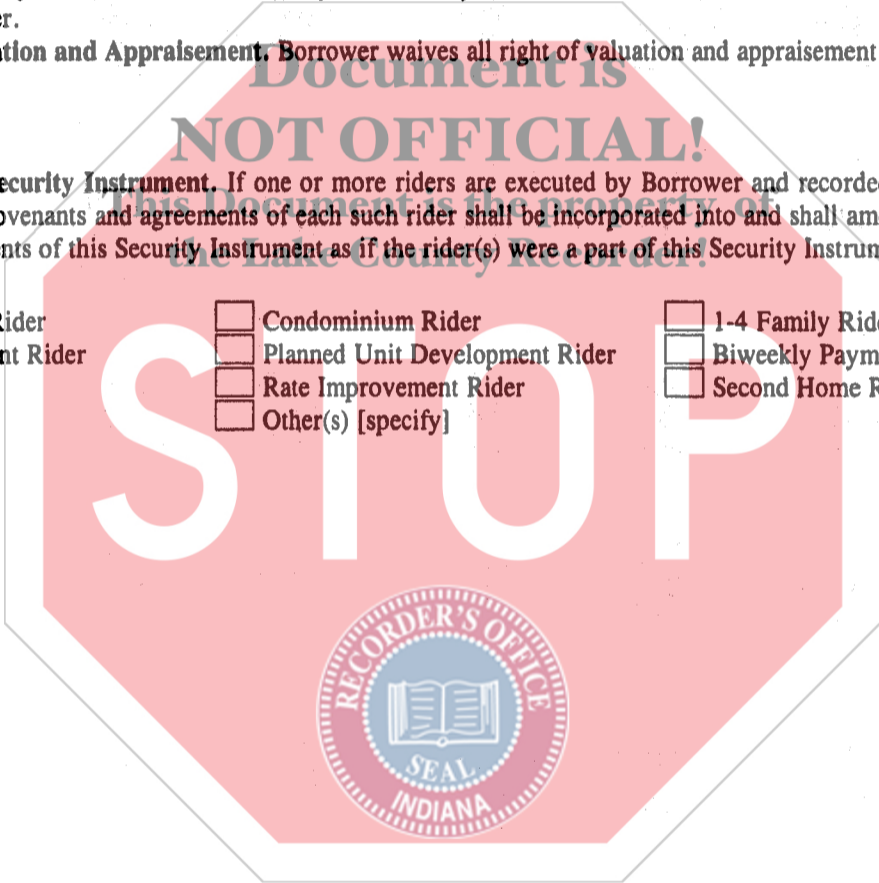 er.
tion and Appraisement. Borrower waives all right of valuation and appraisement
Document is
NOT OFFICIAL!
ecurity Instrument. If one or more riders are executed by Borrower and recorde
This Document is the property of
ovenants and agreements of each such rider shall be incorporated into and shall am
the Lake County Recorder!
nts of this Security Instrument as if the rider(s) were a part of this Security Instrum
Rider Condominium Rider 1-4 Family Ride
nt Rider Planned Unit Development Rider Biweekly Paym
Rate Improvement Rider Second Home R
Other(s) [specify]
STOP
RECORDER'S OFFICE
SEAL
INDIANA